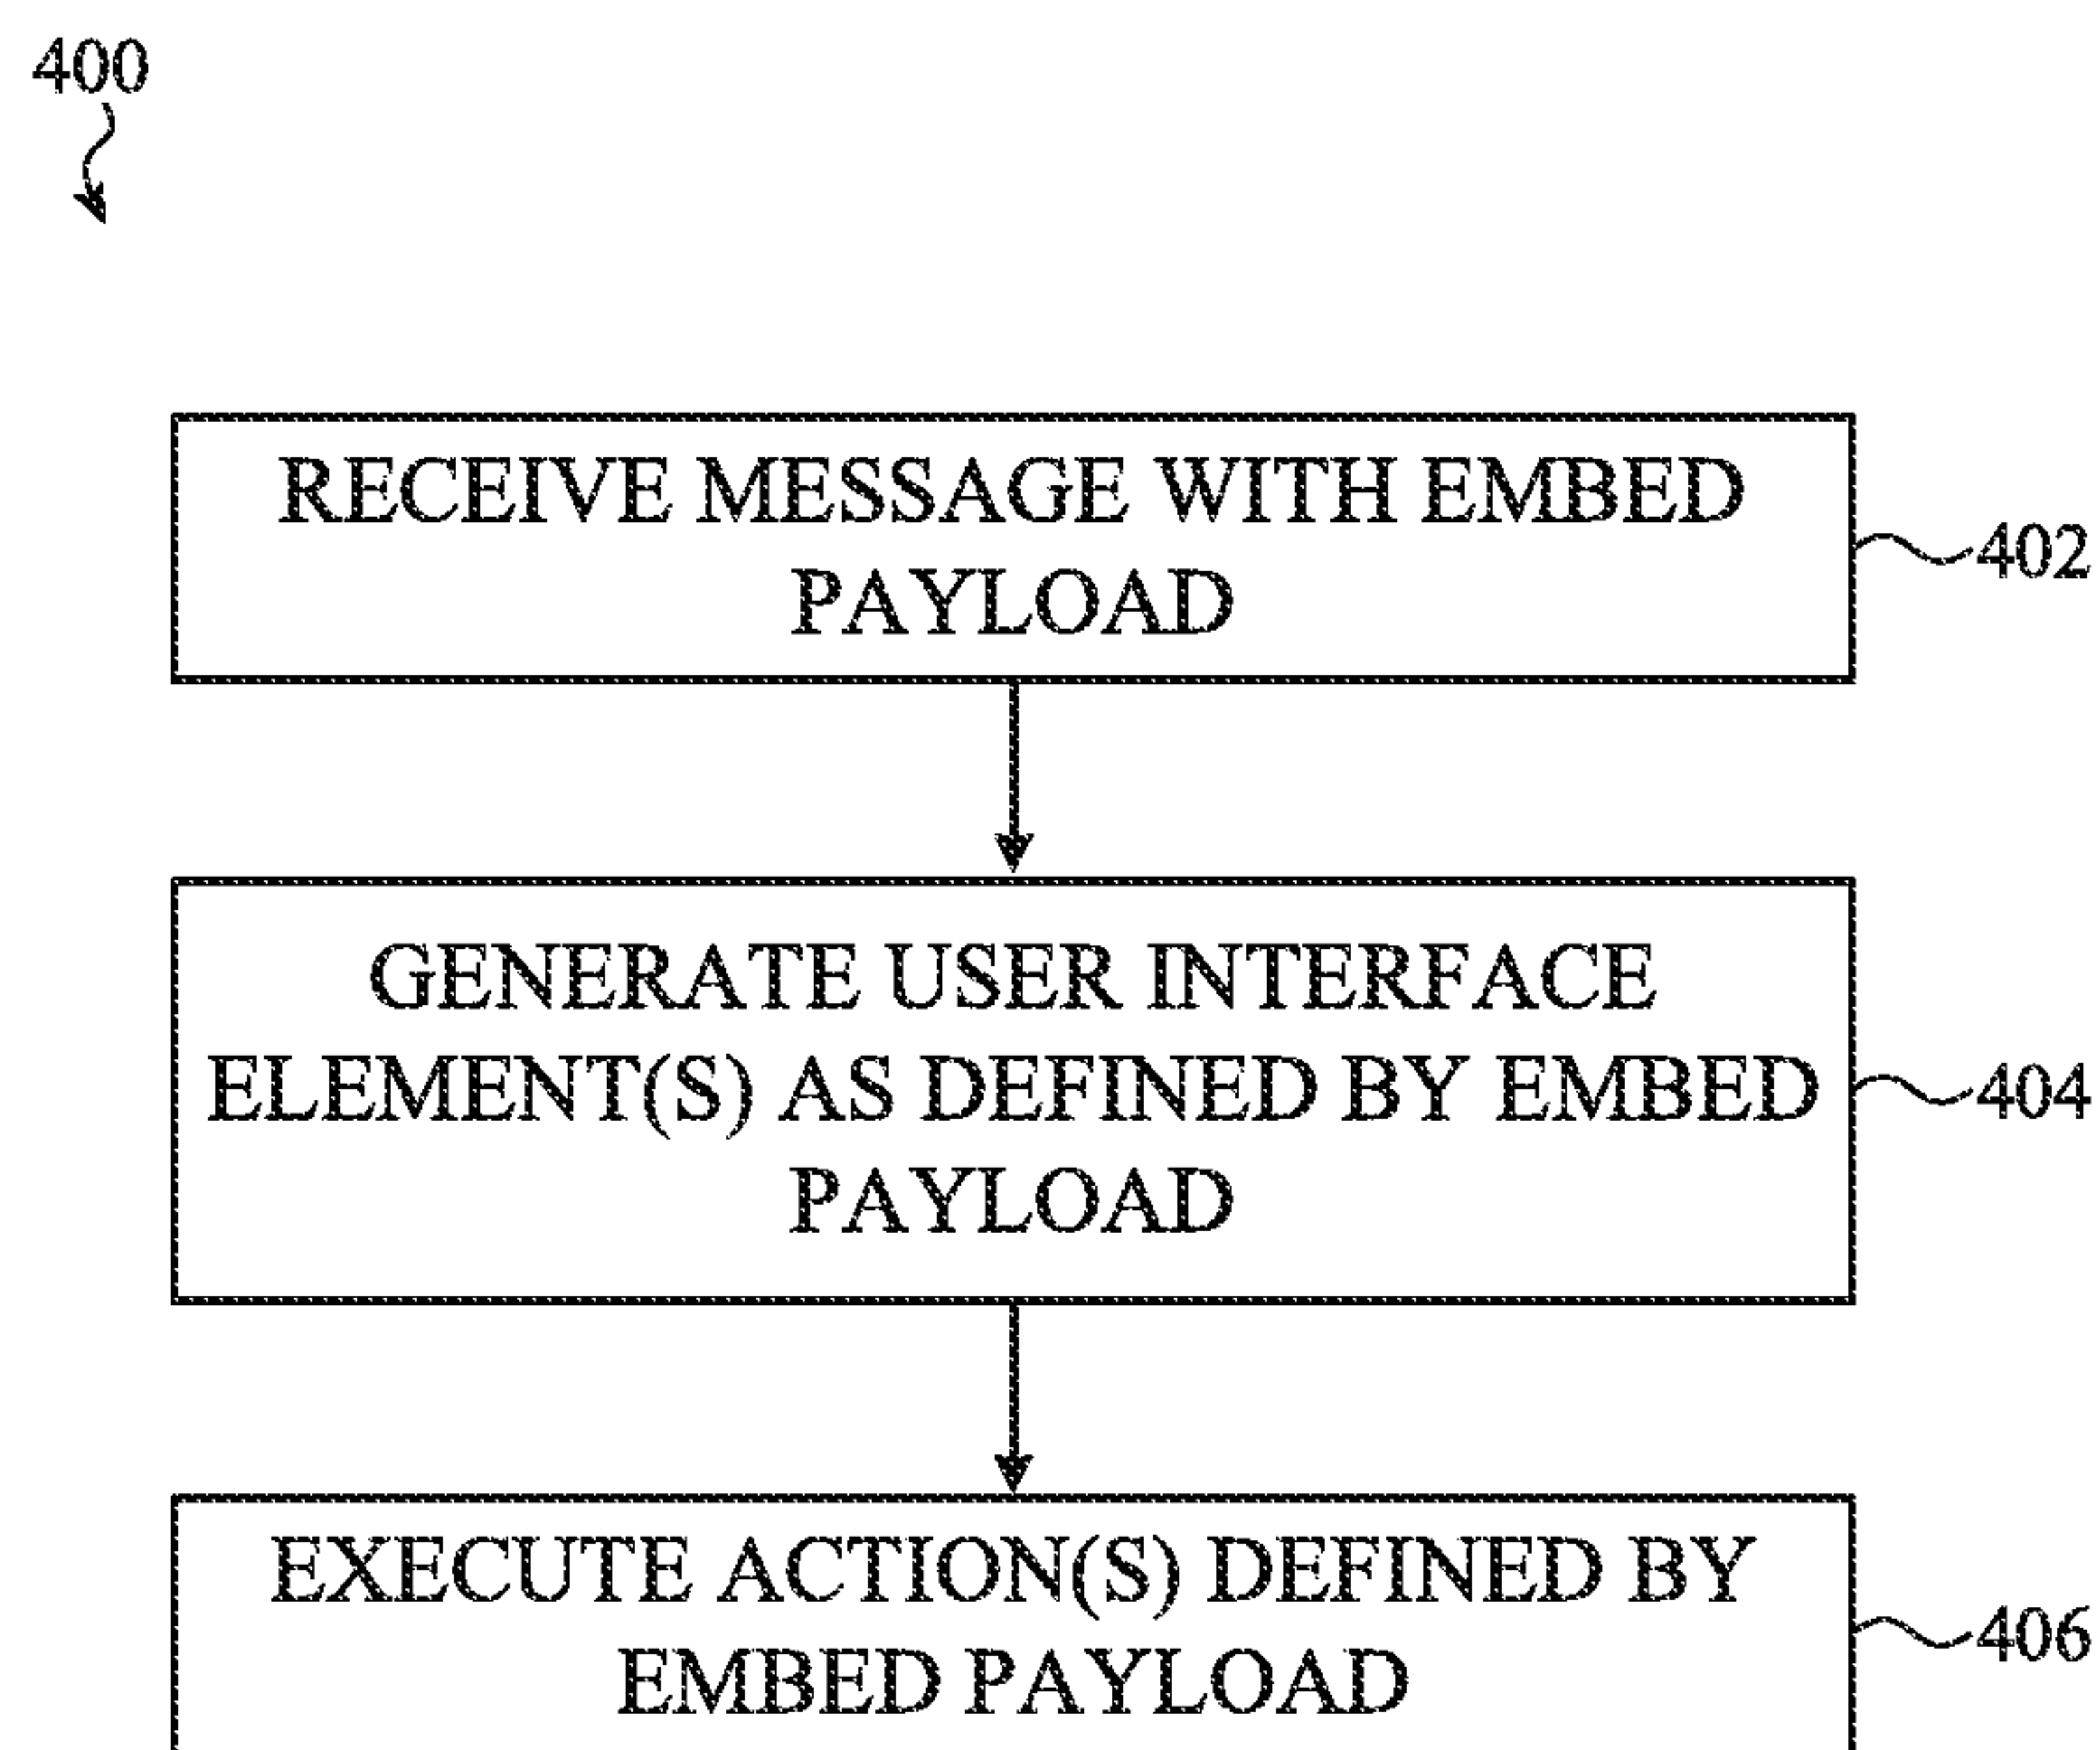 400
RECEIVE MESSAGE WITH EMBED
PAYLOAD
402
GENERATE USER INTERFACE
ELEMENT(S) AS DEFINED BY EMBED
PAYLOAD
404
EXECUTE ACTION(S) DEFINED BY
EMBED PAYLOAD
406